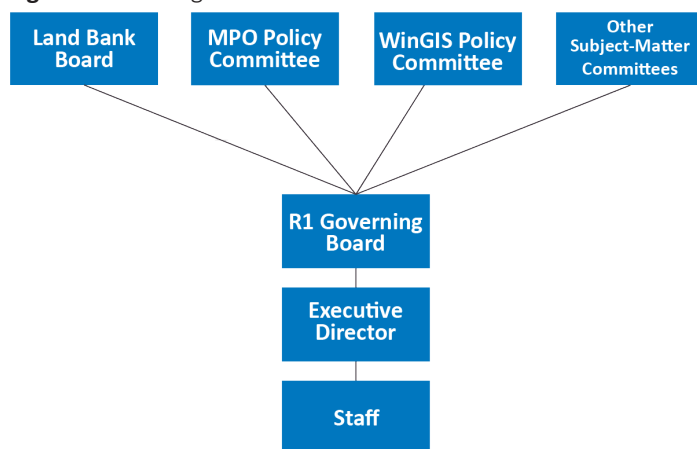 Land Bank
Board
MPO Policy
Committee
WinGIS Policy
Committee
Other
Subject-Matter
Committees
R1 Governing
Board
Executive
Director
Staff